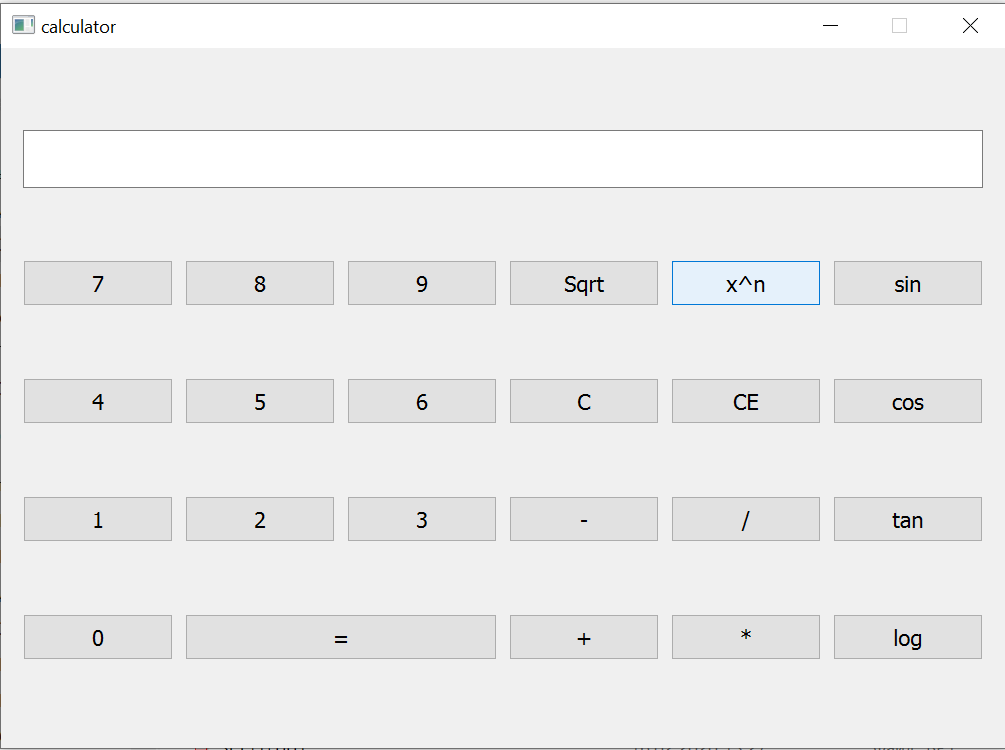 calculator
7 8 9 Sqrt x^n sin
4 5 6 C CE cos
1 2 3 - / tan
0 = + * log